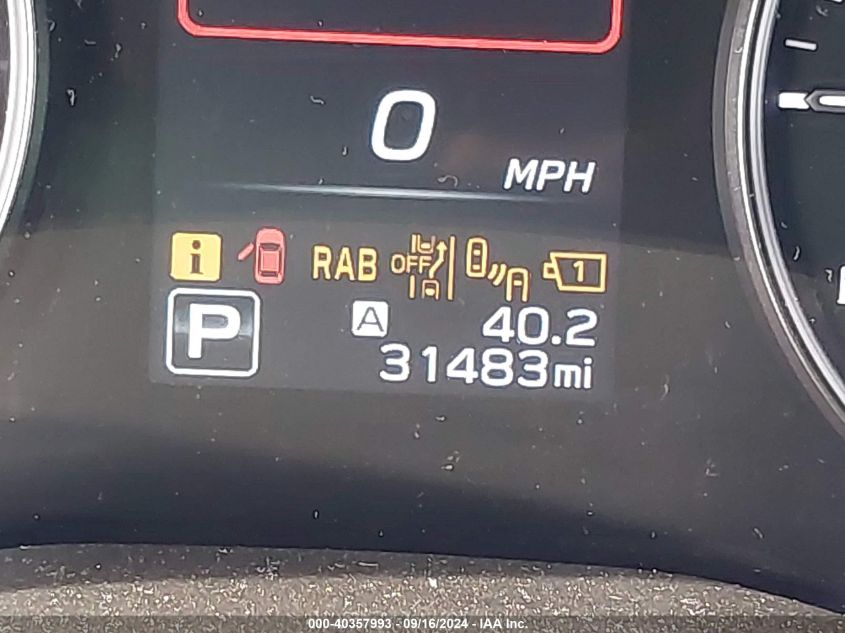 0
MPH
i RAB OFF 1
P A 40.2
31483mi
000-40357993 - 09/16/2024 - IAA Inc.